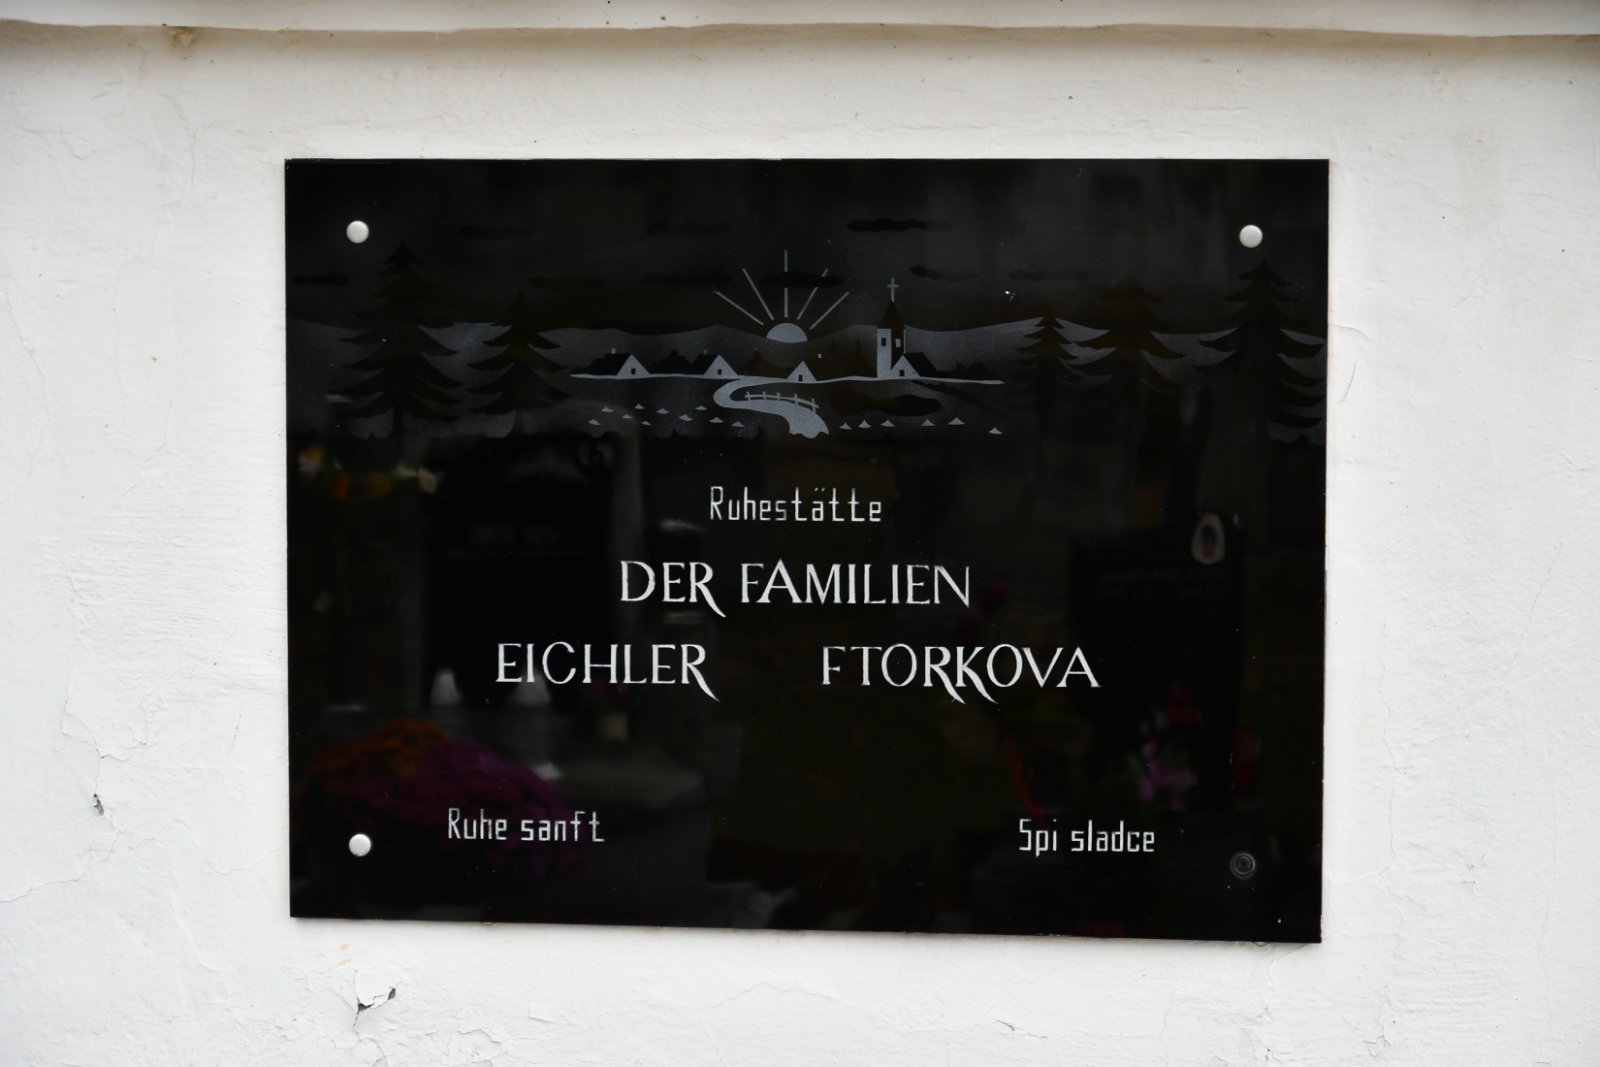 Ruhestätte
DER FAMILIEN
EICHLER FTORKOVA
Ruhe sanft Spi sladce